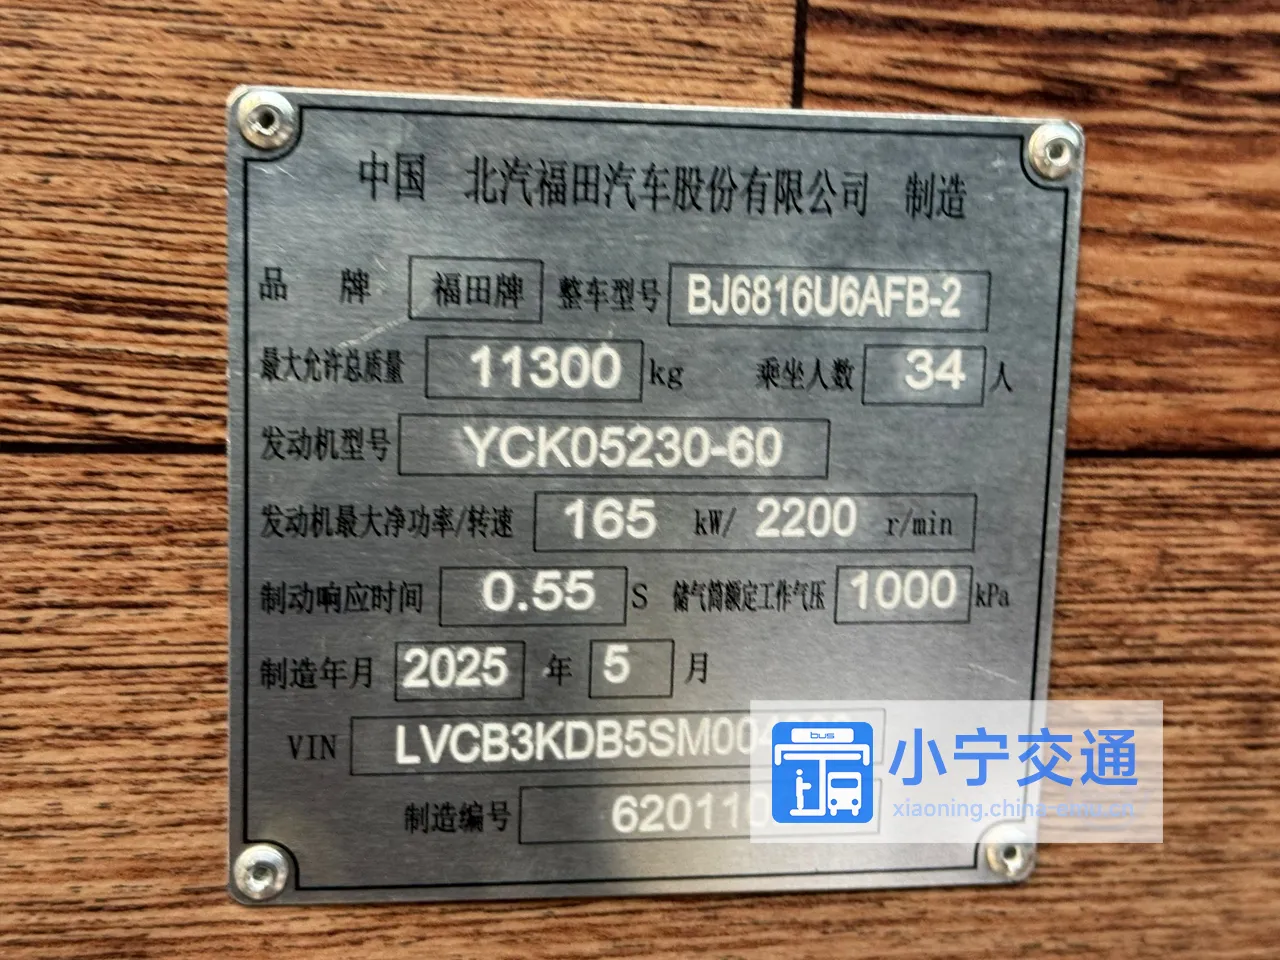 中国 北汽福田汽车股份有限公司 制造
品 牌 福田牌 整车型号 BJ6816U6AFB-2
最大允许总质量 11300 kg 乘坐人数 34 人
发动机型号 YCK05230-60
发动机最大净功率/转速 165 kW/ 2200 r/min
制动响应时间 0.55 S 储气筒额定工作气压 1000 kPa
制造年月 2025 年 5 月
VIN LVCB3KDB5SM004
制造编号 620110
bus
小宁交通
xiaoning.china-emu.cn